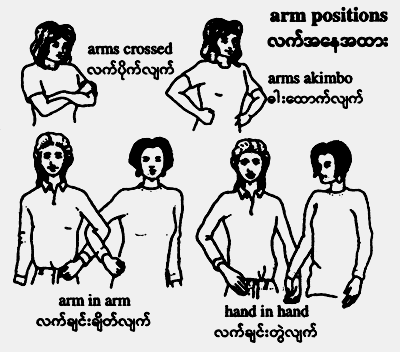 arm positions
လက်အနေအထား
arms crossed
လက်ပိုက်လျက်
arms akimbo
ခါးထောက်လျက်
arm in arm
လက်ချင်းချိတ်လျက်
hand in hand
လက်ချင်းတွဲလျက်